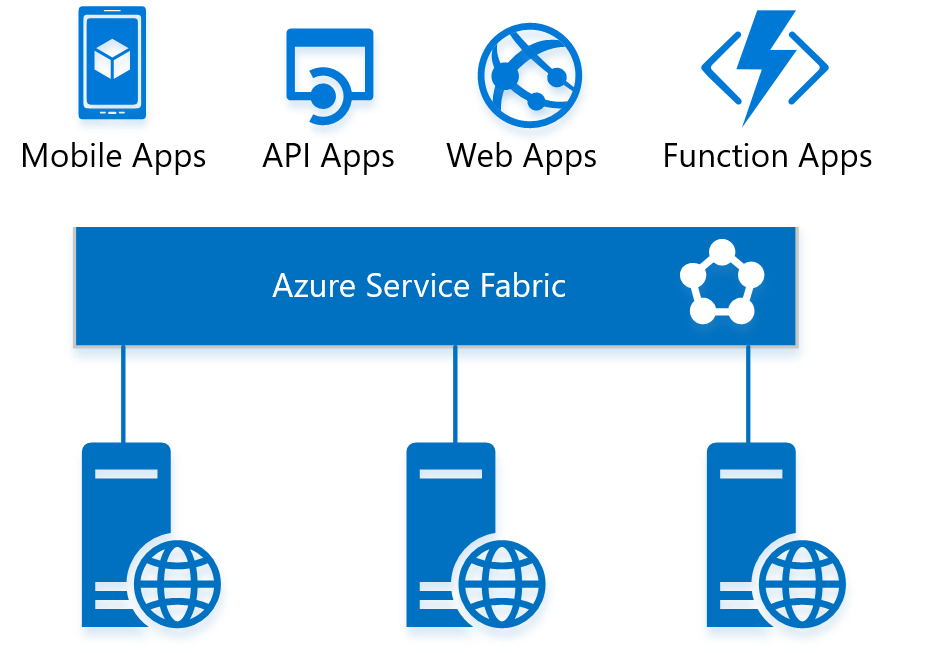 Mobile Apps
API Apps
Web Apps
Function Apps
Azure Service Fabric